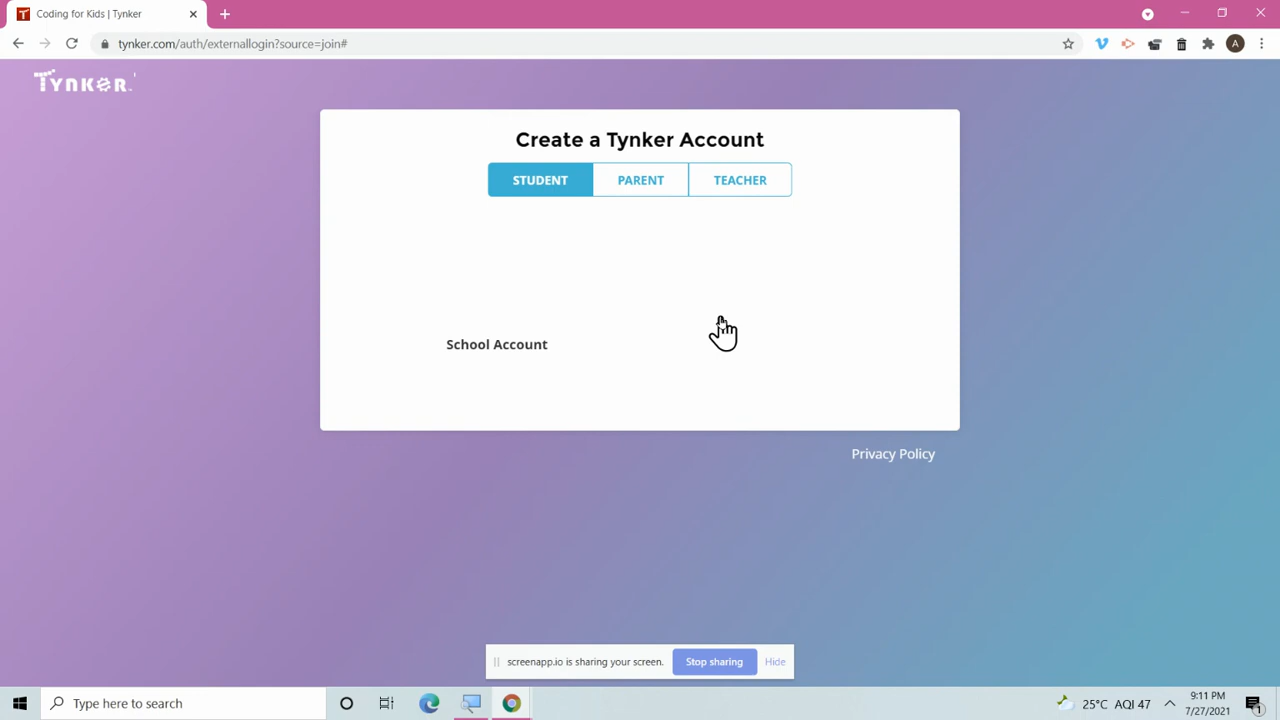 Coding for Kids | Tynker
tynker.com/auth/externallogin?source=join#
A
Tynker
Create a Tynker Account
STUDENT
PARENT
TEACHER
School Account
Privacy Policy
screenapp.io is sharing your screen.
Stop sharing
Hide
Type here to search
25°C AQI 47
9:11 PM
7/27/2021
1